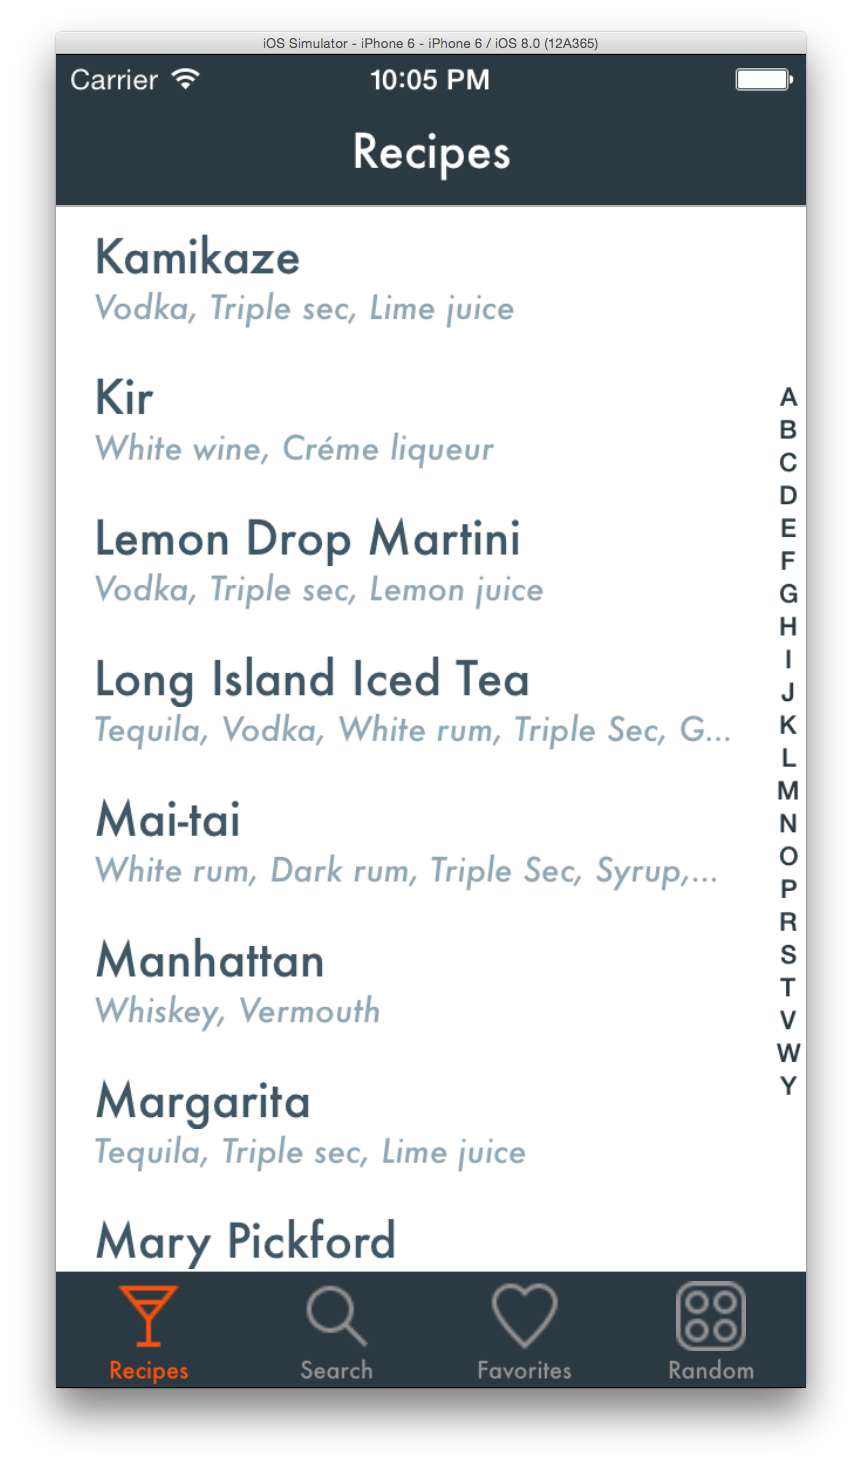 iOS Simulator - iPhone 6 - iPhone 6 / iOS 8.0 (12A365)
Carrier 10:05 PM
Recipes
Kamikaze
Vodka, Triple sec, Lime juice
Kir
White wine, Créme liqueur
Lemon Drop Martini
Vodka, Triple sec, Lemon juice
Long Island Iced Tea
Tequila, Vodka, White rum, Triple Sec, G...
Mai-tai
White rum, Dark rum, Triple Sec, Syrup,...
Manhattan
Whiskey, Vermouth
Margarita
Tequila, Triple sec, Lime juice
Mary Pickford
A
B
C
D
E
F
G
H
I
J
K
L
M
N
O
P
R
S
T
V
W
Y
Recipes Search Favorites Random